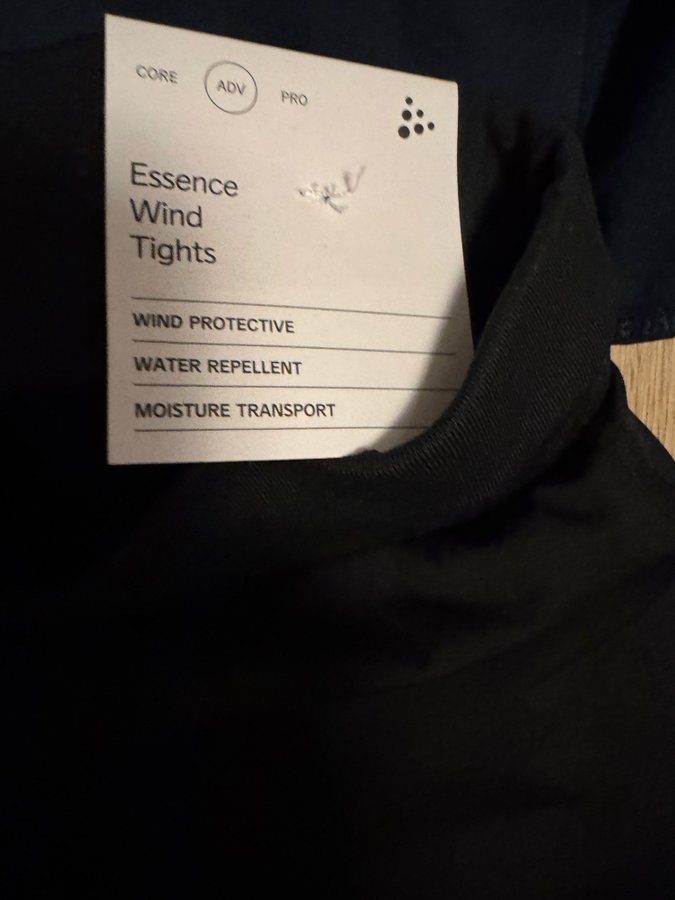 CORE ADV PRO
Essence
Wind
Tights
WIND PROTECTIVE
WATER REPELLENT
MOISTURE TRANSPORT